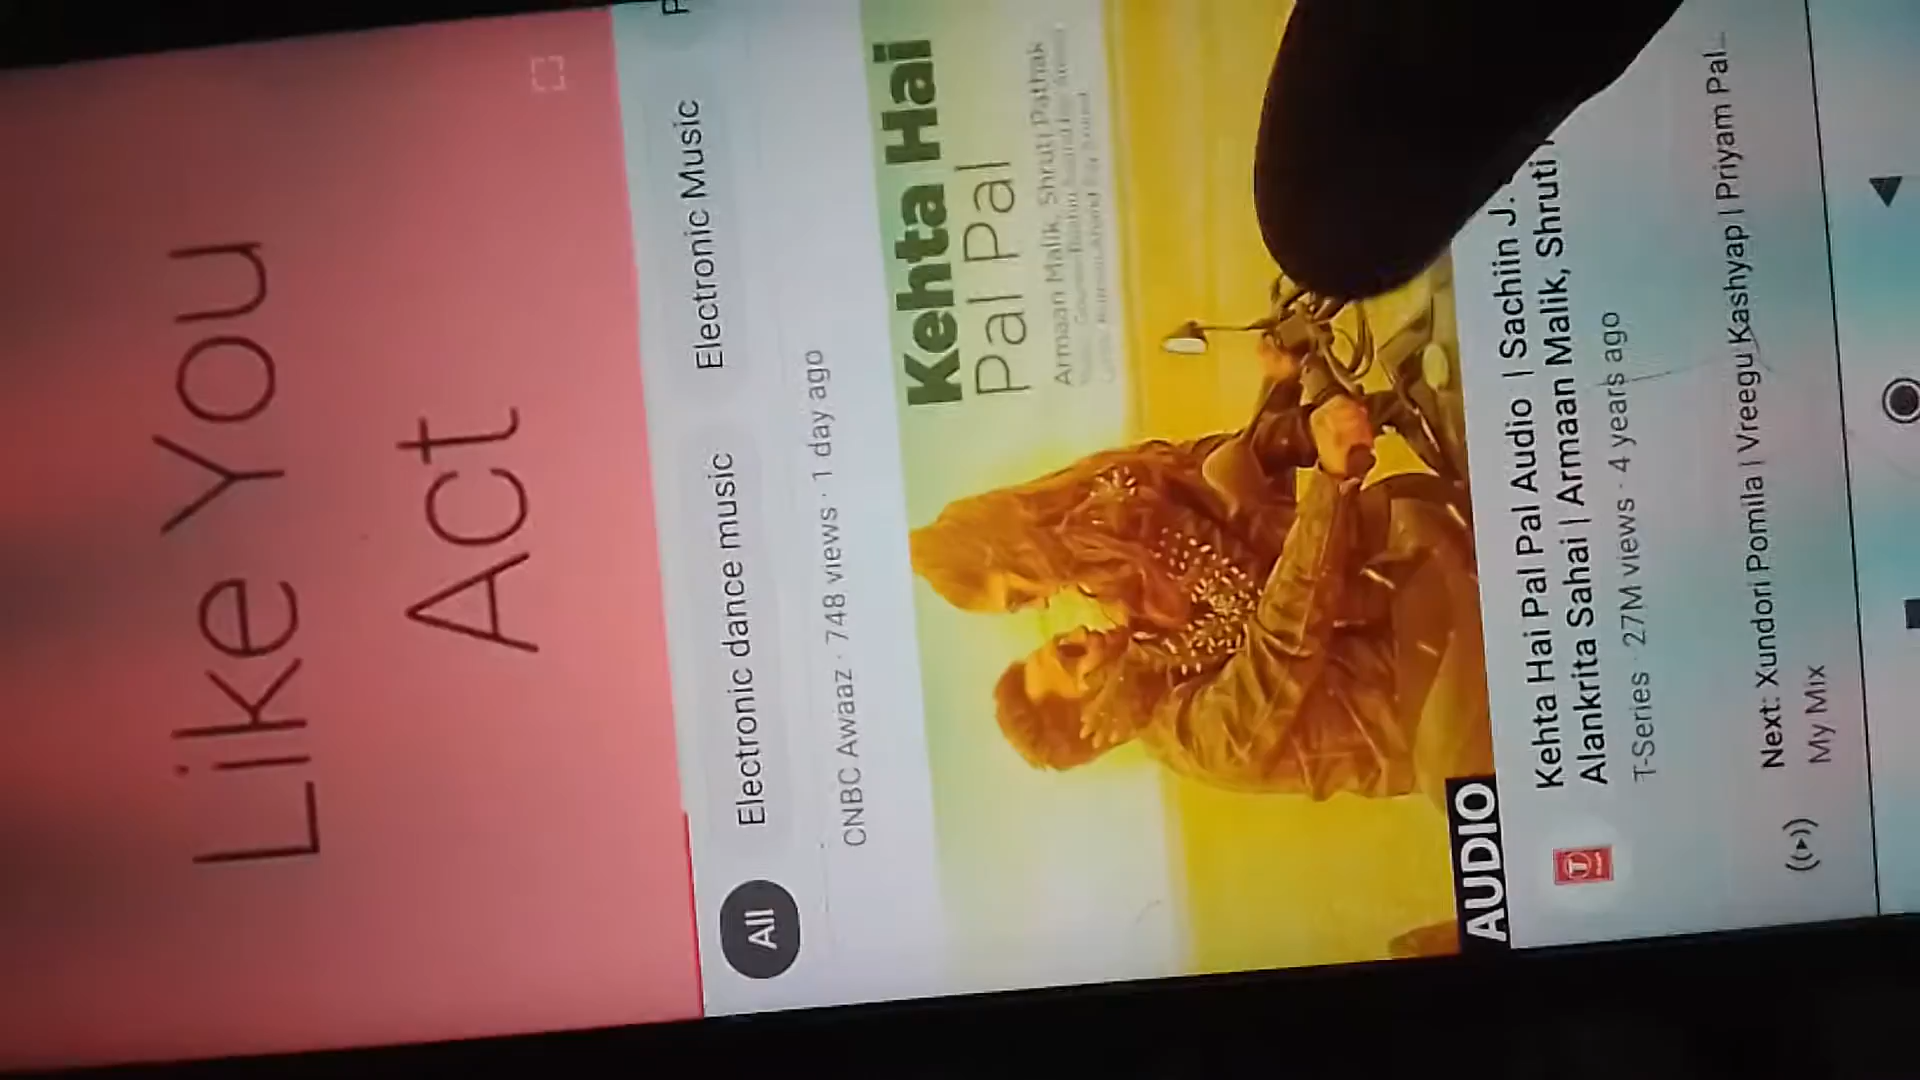 Like You
Act
All
Electronic dance music
Electronic Music
CNBC Awaaz · 748 views · 1 day ago
Kehta Hai
Pal Pal
Armaan Malik, Shruti Pathak
AUDIO
Kehta Hai Pal Pal Audio | Sachiin J.
Alankrita Sahai | Armaan Malik, Shruti
T-Series · 27M views · 4 years ago
Next: Xundori Pomila | Vreegu Kashyap | Priyam Pal...
My Mix